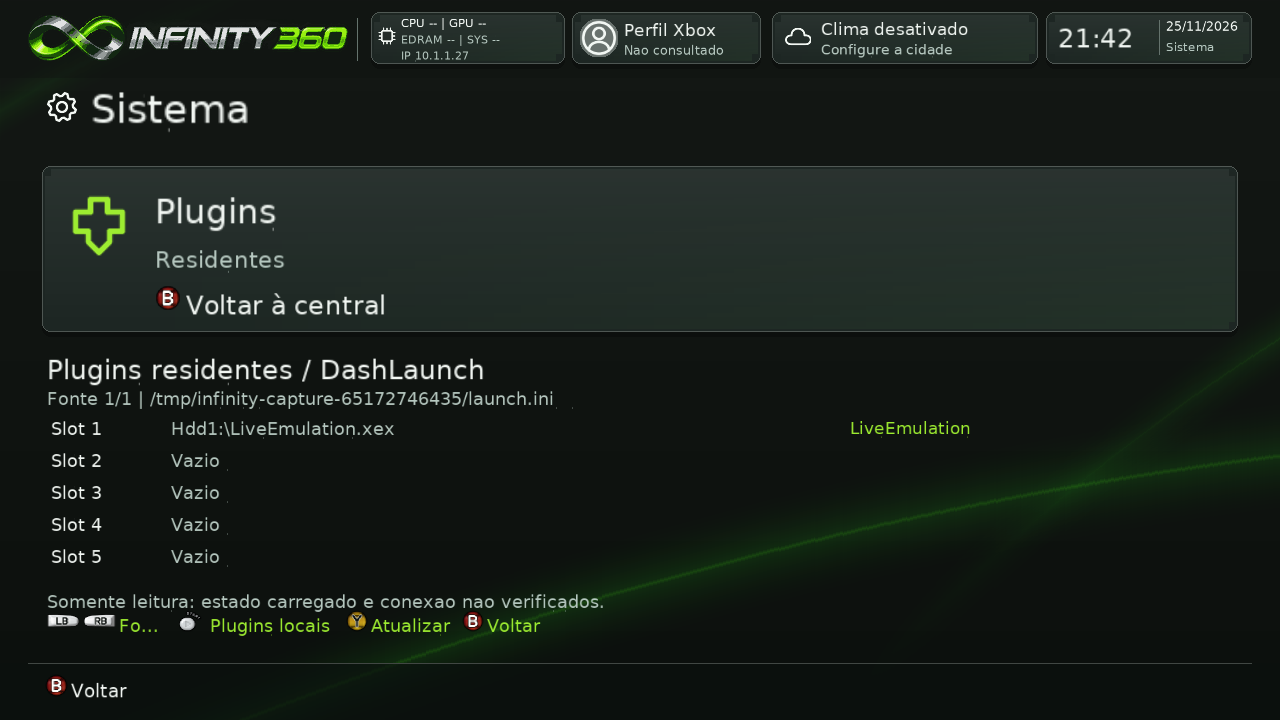 INFINITY 360
CPU -- | GPU --
EDRAM -- | SYS --
IP 10.1.1.27
Perfil Xbox
Nao consultado
Clima desativado
Configure a cidade
21:42
25/11/2026
Sistema
Sistema
Plugins
Residentes
B Voltar à central
Plugins residentes / DashLaunch
Fonte 1/1 | /tmp/infinity-capture-65172746435/launch.ini
Slot 1 Hdd1:\LiveEmulation.xex LiveEmulation
Slot 2 Vazio
Slot 3 Vazio
Slot 4 Vazio
Slot 5 Vazio
Somente leitura: estado carregado e conexao nao verificados.
LB RB Fo... Plugins locais Y Atualizar B Voltar
B Voltar